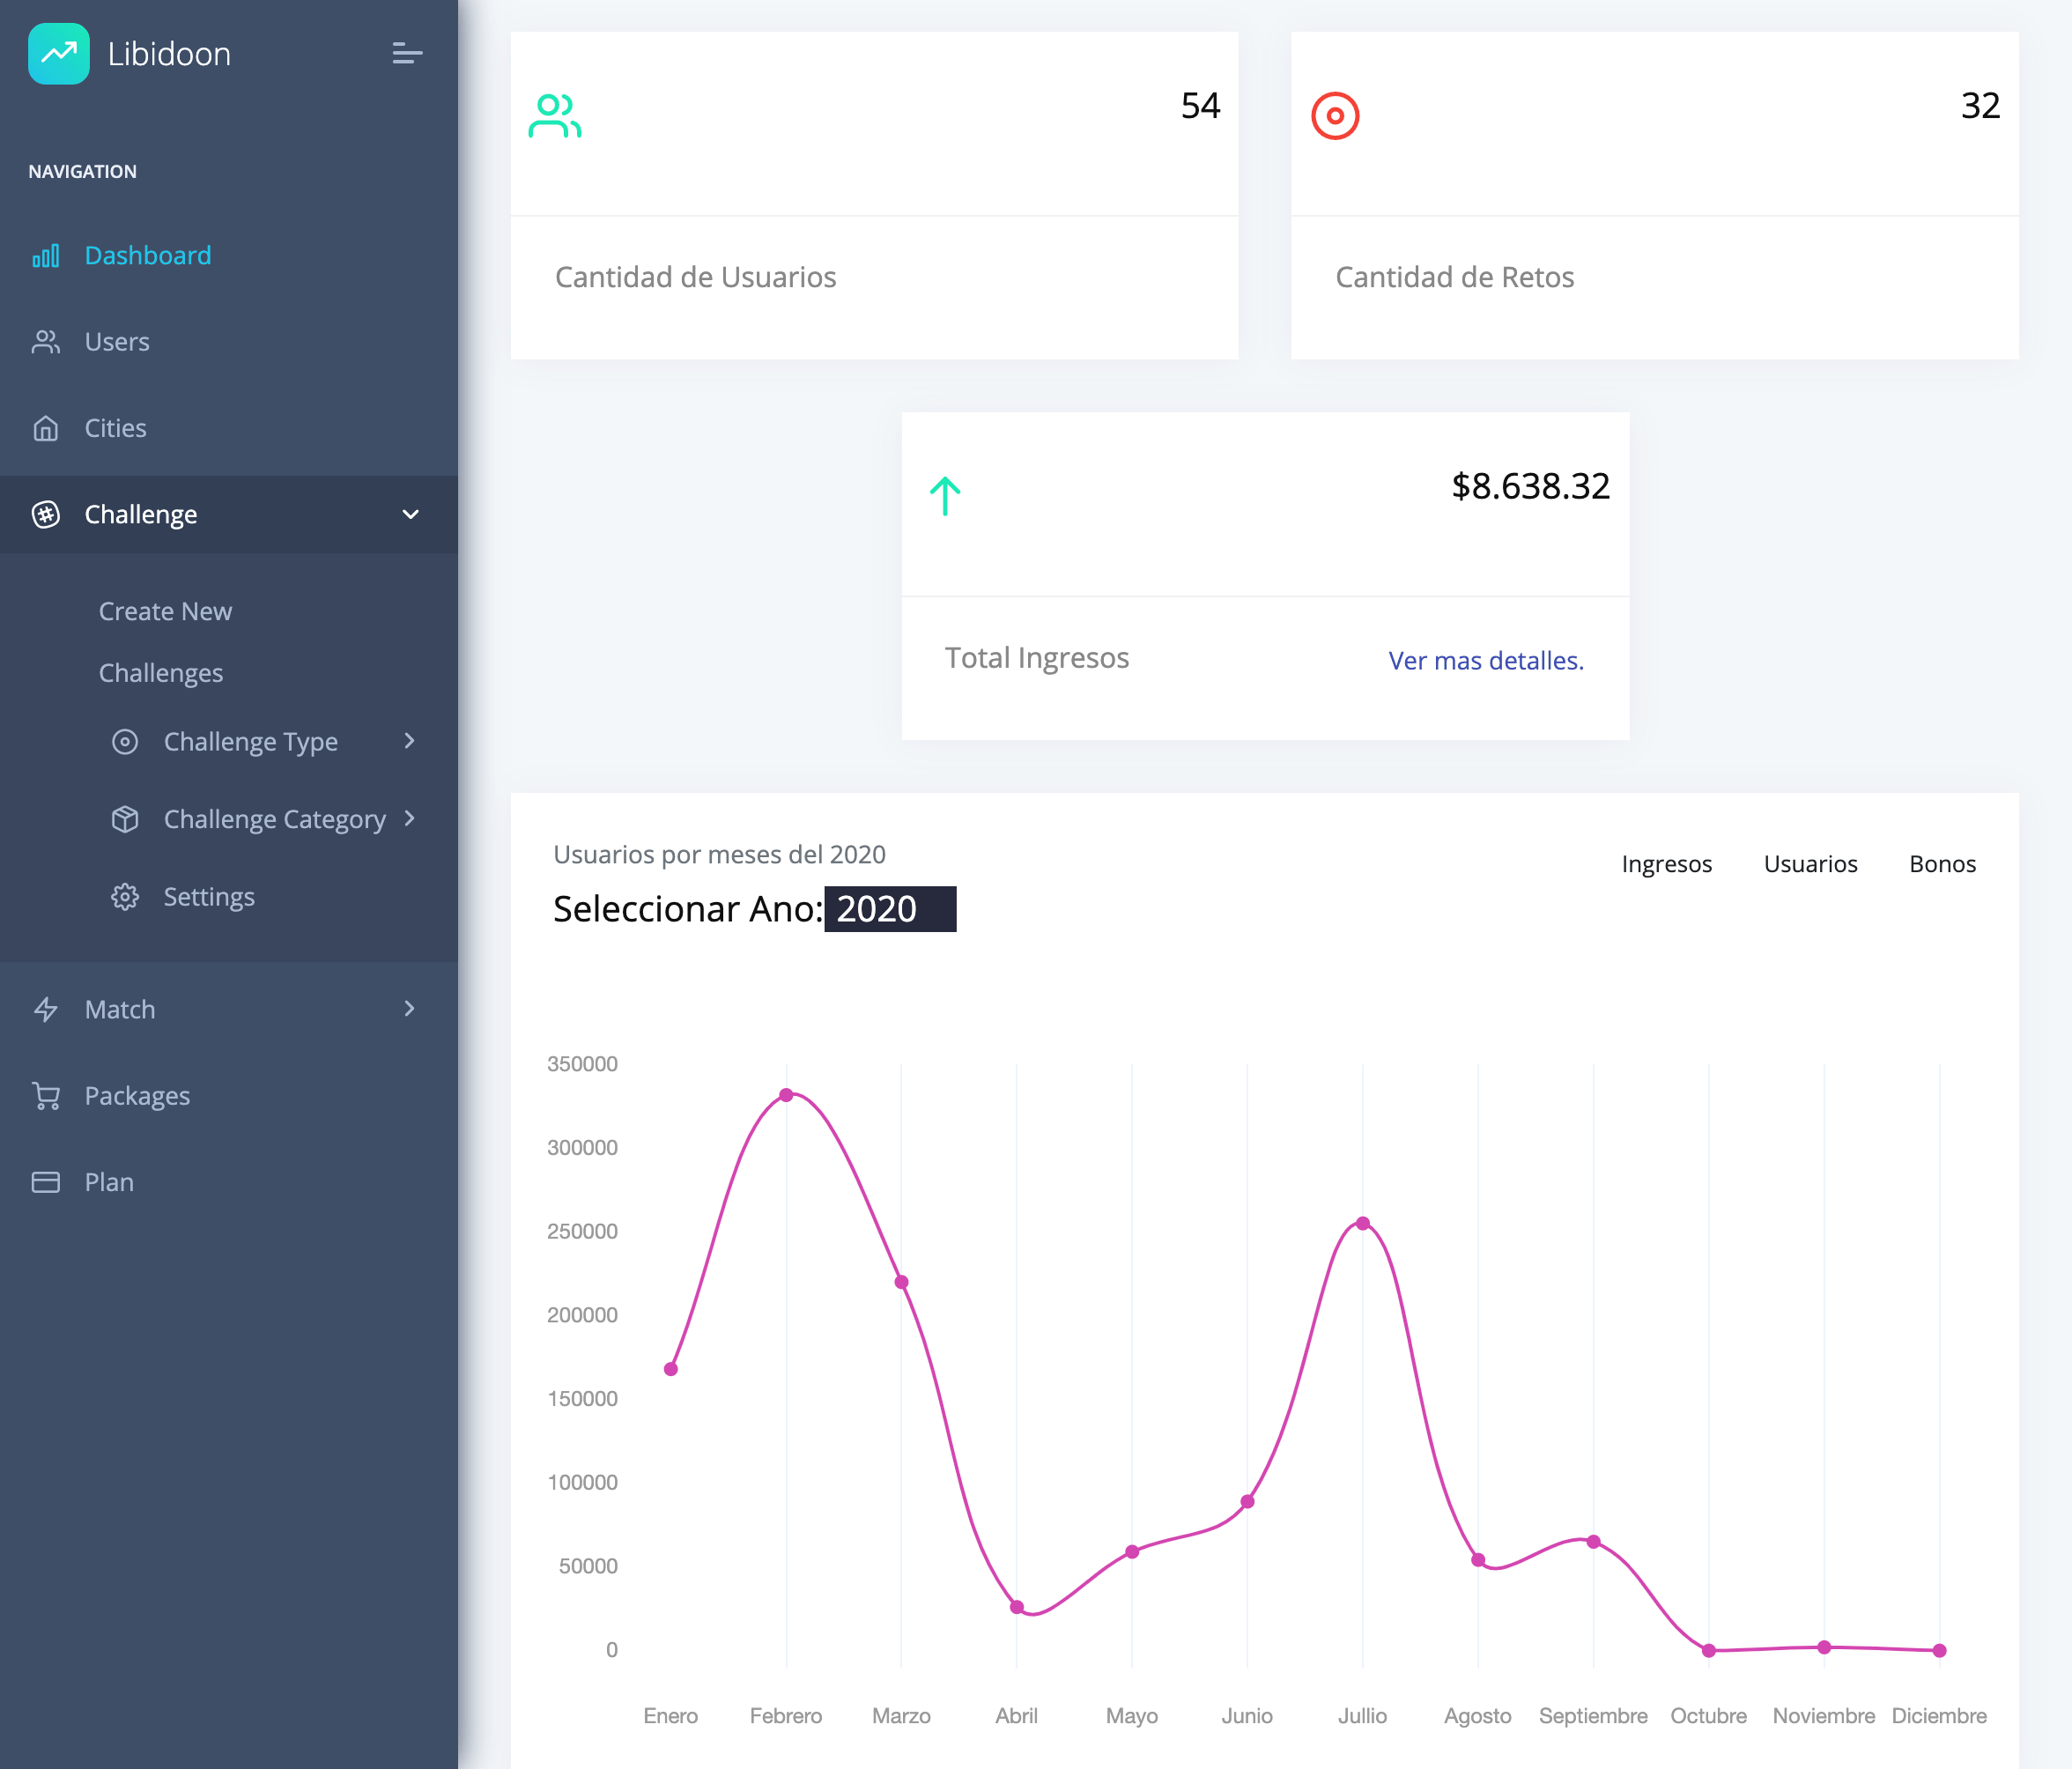 Libidoon
NAVIGATION
Dashboard
Users
Cities
Challenge
Create New
Challenges
Challenge Type
Challenge Category
Settings
Match
Packages
Plan
54
Cantidad de Usuarios
32
Cantidad de Retos
$8.638.32
Total Ingresos
Ver mas detalles.
Usuarios por meses del 2020
Seleccionar Ano: 2020
Ingresos Usuarios Bonos
350000
300000
250000
200000
150000
100000
50000
0
Enero Febrero Marzo Abril Mayo Junio Jullio Agosto Septiembre Octubre Noviembre Diciembre